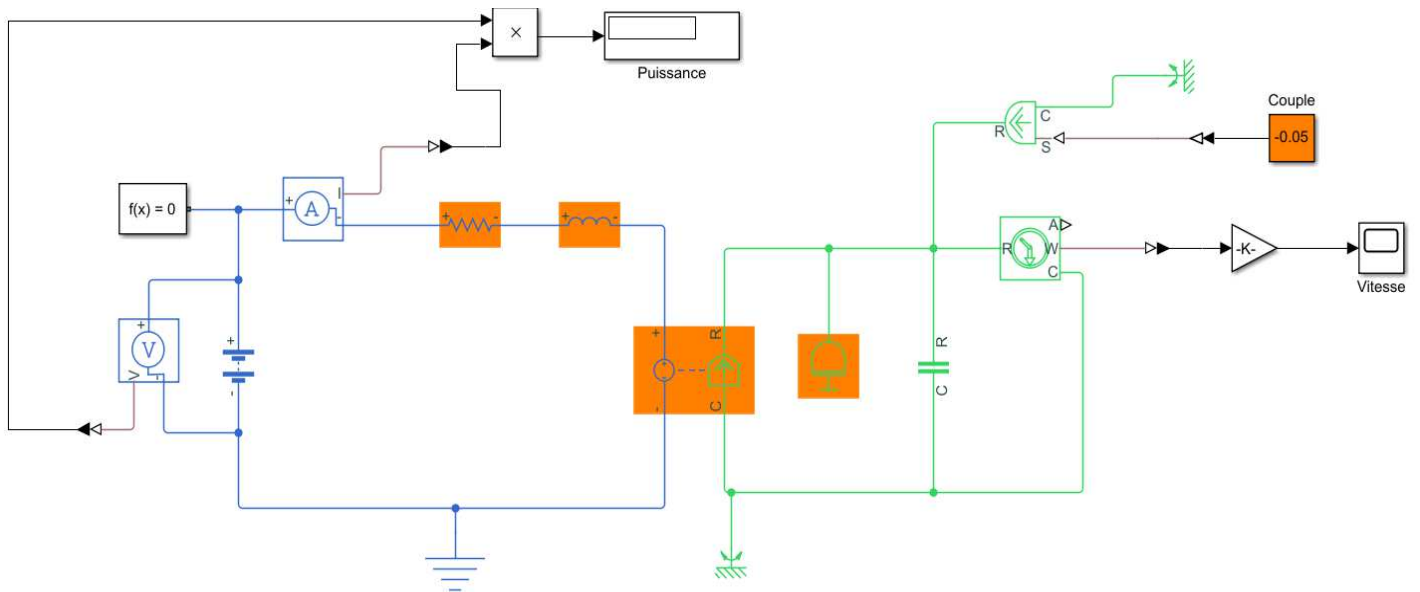 ×
Puissance
Couple
-0.05
C
R
S
f(x) = 0
+
A
I
-
+
-
+
-
R
A
W
C
-K-
Vitesse
+
V
V
-
+
-
+
-
R
C
R
C